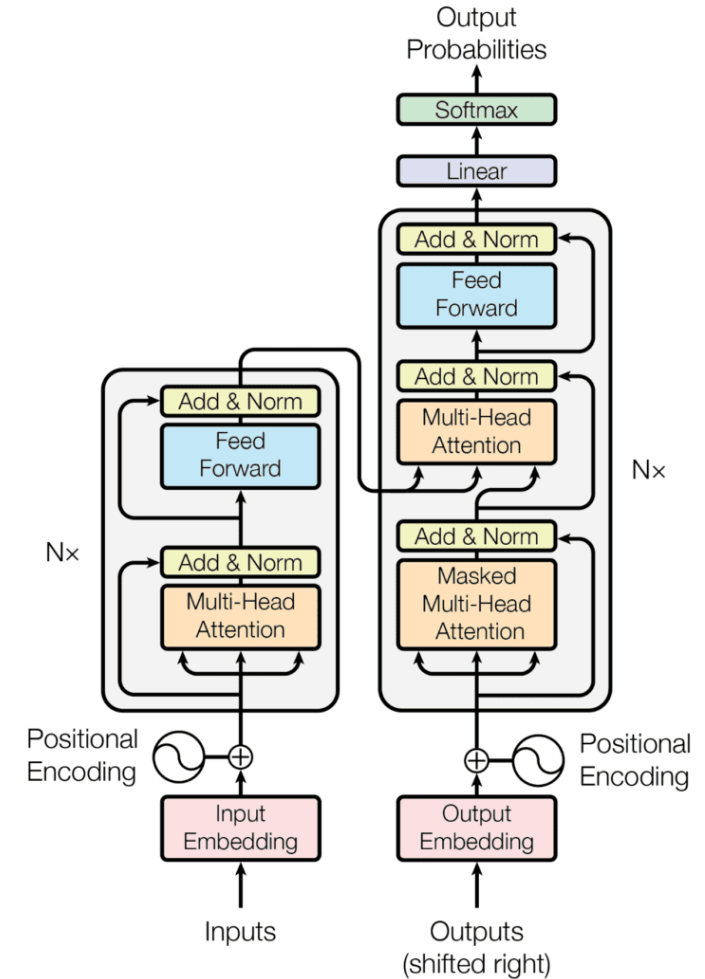 Output
Probabilities
Softmax
Linear
Add & Norm
Feed
Forward
Add & Norm
Multi-Head
Attention
N×
Add & Norm
Masked
Multi-Head
Attention
Add & Norm
Feed
Forward
N×
Add & Norm
Multi-Head
Attention
Positional
Encoding
Positional
Encoding
Input
Embedding
Output
Embedding
Inputs
Outputs
(shifted right)